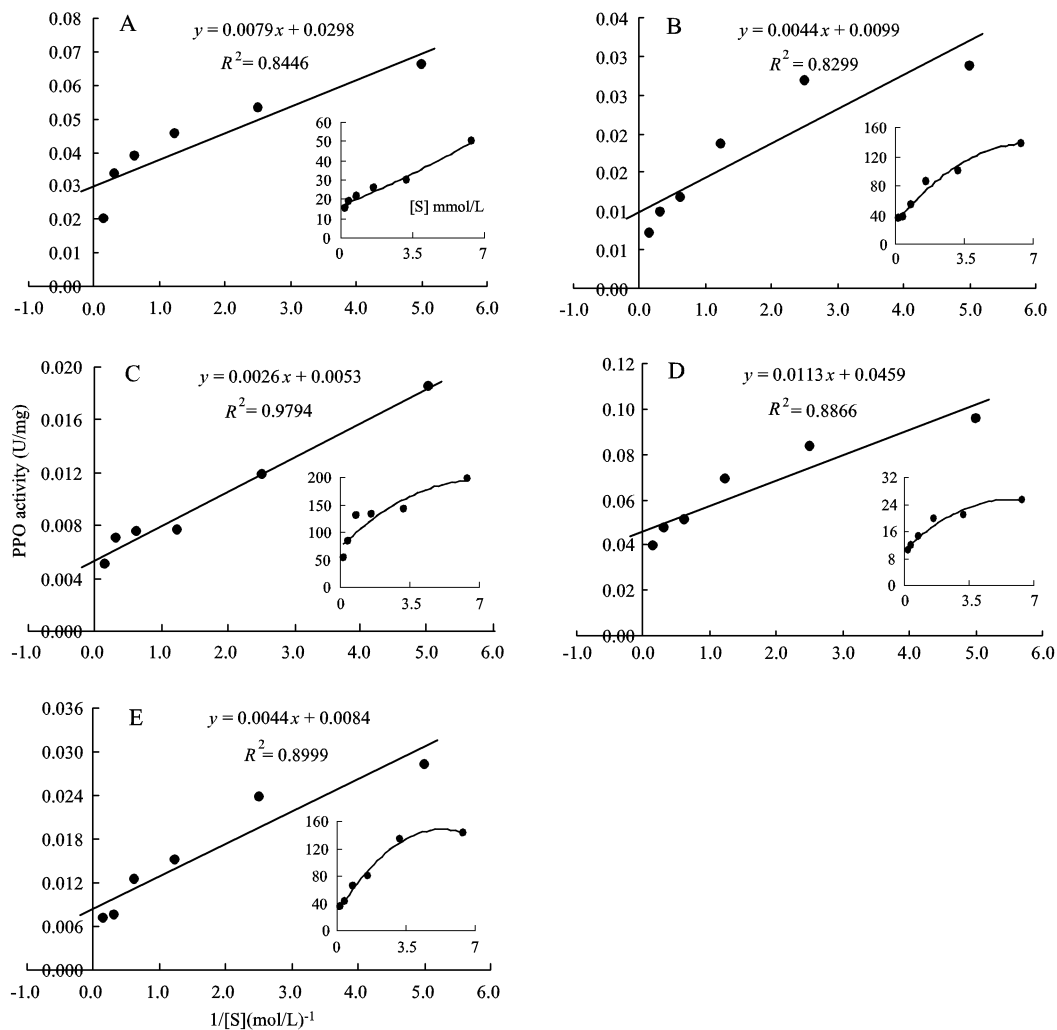 A
y = 0.0079x + 0.0298
R² = 0.8446
0.08
0.07
0.06
0.05
0.04
0.03
0.02
0.01
0.00
-1.0 0.0 1.0 2.0 3.0 4.0 5.0 6.0
60
50
40
30
20
10
0
[S] mmol/L
0 3.5 7
B
y = 0.0044x + 0.0099
R² = 0.8299
0.04
0.03
0.03
0.02
0.02
0.01
0.01
0.00
-1.0 0.0 1.0 2.0 3.0 4.0 5.0 6.0
160
120
80
40
0
0 3.5 7
PPO activity (U/mg)
C
y = 0.0026x + 0.0053
R² = 0.9794
0.020
0.016
0.012
0.008
0.004
0.000
-1.0 0.0 1.0 2.0 3.0 4.0 5.0 6.0
200
150
100
50
0
0 3.5 7
D
y = 0.0113x + 0.0459
R² = 0.8866
0.12
0.10
0.08
0.06
0.04
0.02
0.00
-1.0 0.0 1.0 2.0 3.0 4.0 5.0 6.0
32
24
16
8
0
0 3.5 7
E
y = 0.0044x + 0.0084
R² = 0.8999
0.036
0.030
0.024
0.018
0.012
0.006
0.000
-1.0 0.0 1.0 2.0 3.0 4.0 5.0 6.0
160
120
80
40
0
0 3.5 7
1/[S](mol/L)⁻¹